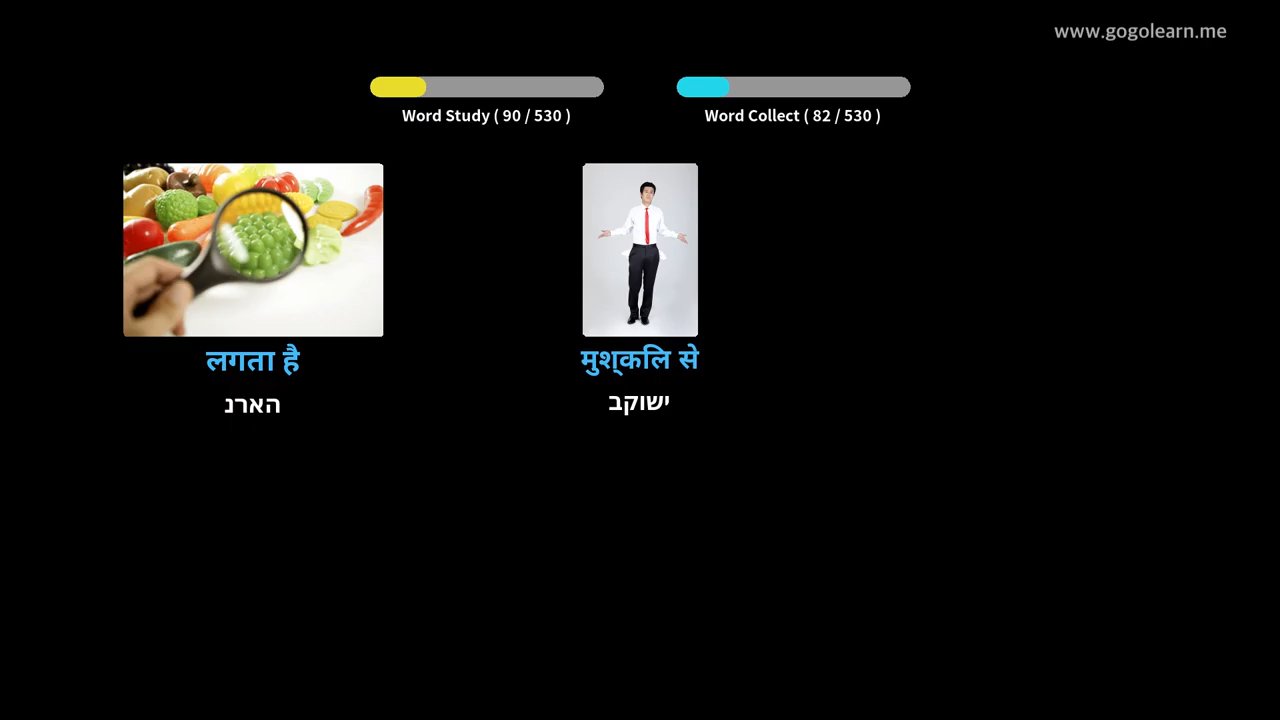 www.gogolearn.me
Word Study ( 90 / 530 )
Word Collect ( 82 / 530 )
लगता है
הארנ
मुश्कलि से
ישוקב